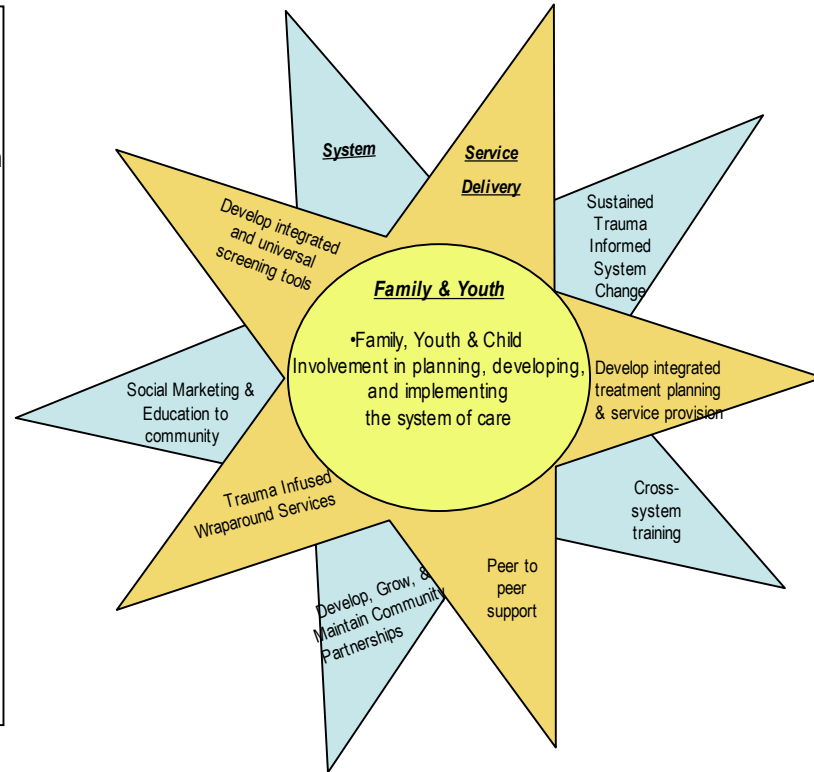 System
Service
Delivery
Sustained
Trauma
Informed
System
Change
Develop integrated
and universal
screening tools
Family & Youth
•Family, Youth & Child
Involvement in planning, developing,
and implementing
the system of care
Develop integrated
treatment planning
& service provision
Social Marketing &
Education to
community
Trauma Infused
Wraparound Services
Cross-
system
training
Peer to
peer
support
Develop, Grow, &
Maintain Community
Partnerships